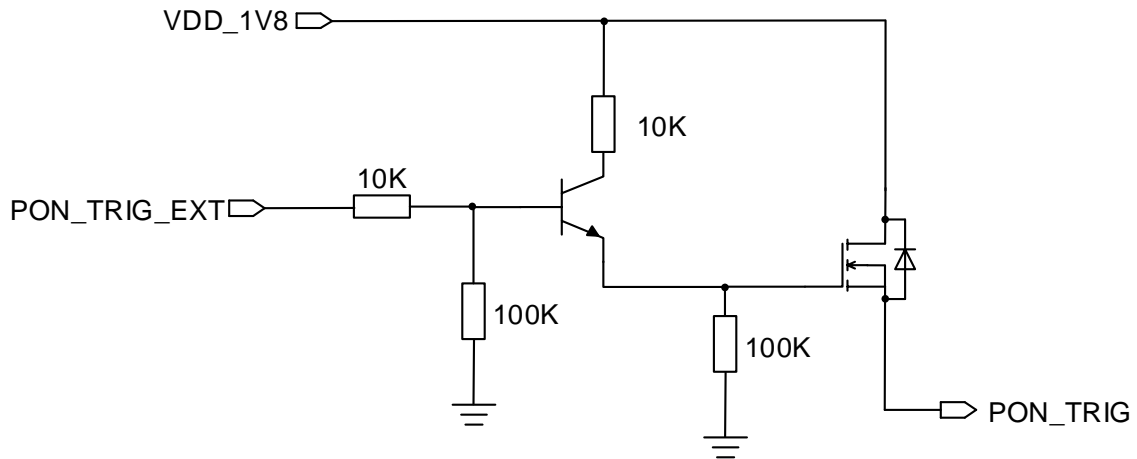 VDD_1V8
10K
10K
PON_TRIG_EXT
100K
100K
PON_TRIG